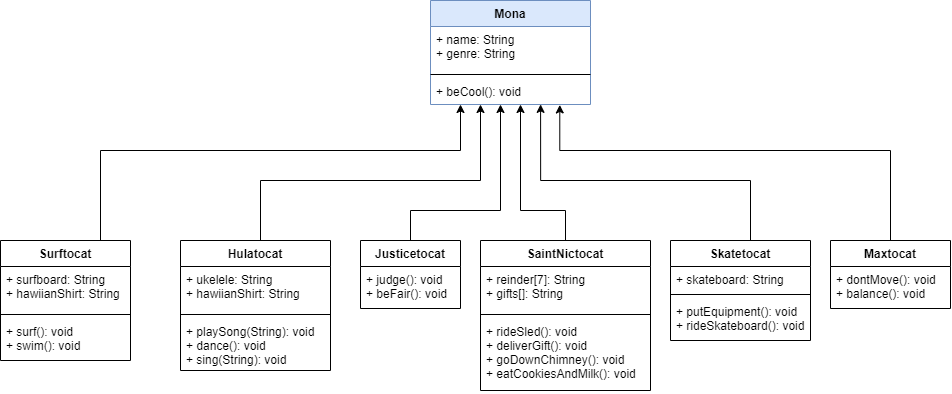 Mona
+ name: String
+ genre: String
+ beCool(): void
Surftocat
+ surfboard: String
+ hawiianShirt: String
+ surf(): void
+ swim(): void
Hulatocat
+ ukelele: String
+ hawiianShirt: String
+ playSong(String): void
+ dance(): void
+ sing(String): void
Justicetocat
+ judge(): void
+ beFair(): void
SaintNictocat
+ reinder[7]: String
+ gifts[]: String
+ rideSled(): void
+ deliverGift(): void
+ goDownChimney(): void
+ eatCookiesAndMilk(): void
Skatetocat
+ skateboard: String
+ putEquipment(): void
+ rideSkateboard(): void
Maxtocat
+ dontMove(): void
+ balance(): void